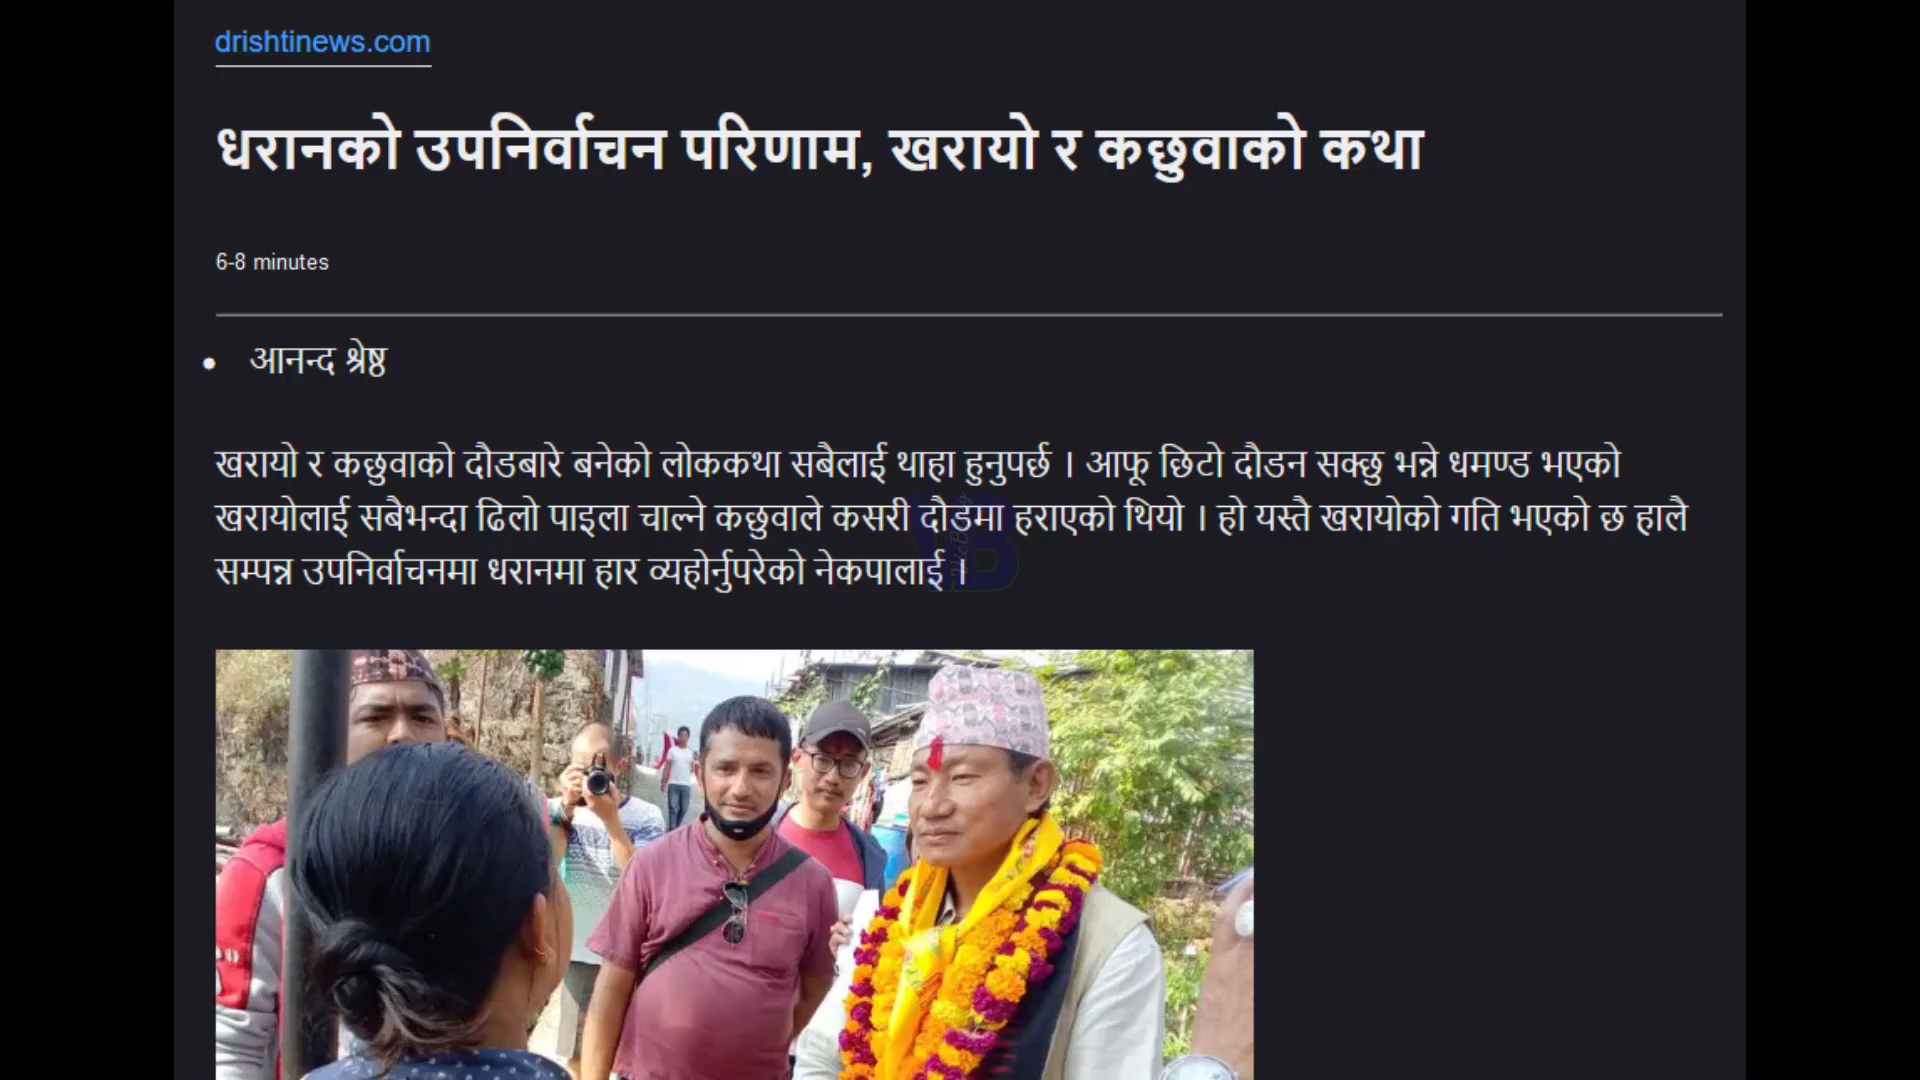 drishtinews.com
धरानको उपनिर्वाचन परिणाम, खरायो र कछुवाको कथा
6-8 minutes
• आनन्द श्रेष्ठ
खरायो र कछुवाको दौडबारे बनेको लोककथा सबैलाई थाहा हुनुपर्छ । आफू छिटो दौडन सक्छु भन्ने धमण्ड भएको
खरायोलाई सबैभन्दा ढिलो पाइला चाल्ने कछुवाले कसरी दौडमा हराएको थियो । हो यस्तै खरायोको गति भएको छ हालै
सम्पन्न उपनिर्वाचनमा धरानमा हार व्यहोर्नुपरेको नेकपालाई ।